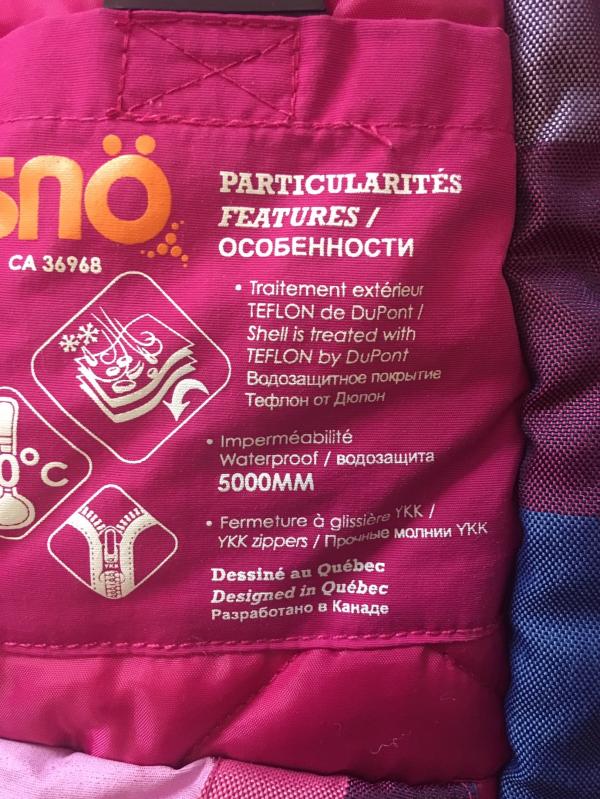 snö
CA 36968
0°C
YKK
PARTICULARITÉS
FEATURES /
ОСОБЕННОСТИ
• Traitement extérieur
TEFLON de DuPont /
Shell is treated with
TEFLON by DuPont
Водозащитное покрытие
Тефлон от Дюпон
• Imperméabilité
Waterproof / водозащита
5000MM
• Fermeture à glissière YKK /
YKK zippers / Прочные молнии YKK
Dessiné au Québec
Designed in Québec
Разработано в Канаде